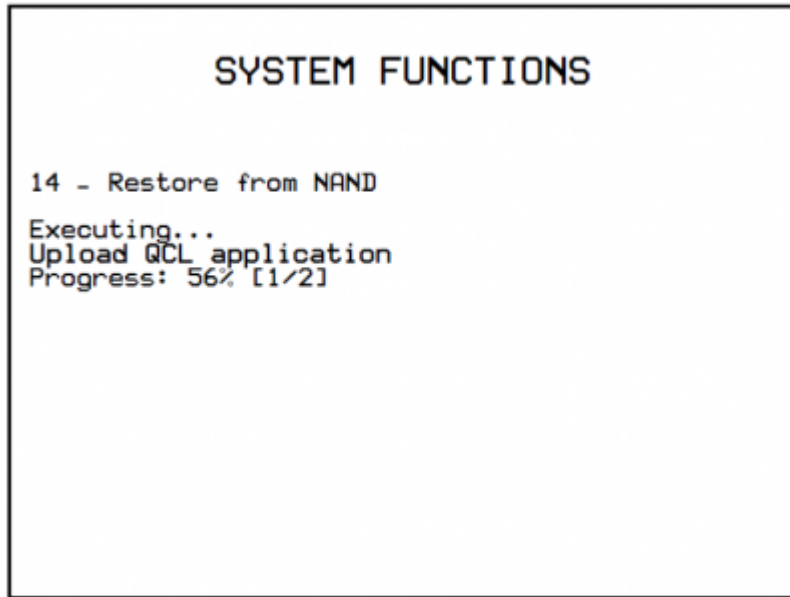 SYSTEM FUNCTIONS
14 - Restore from NAND
Executing...
Upload QCL application
Progress: 56% [1/2]